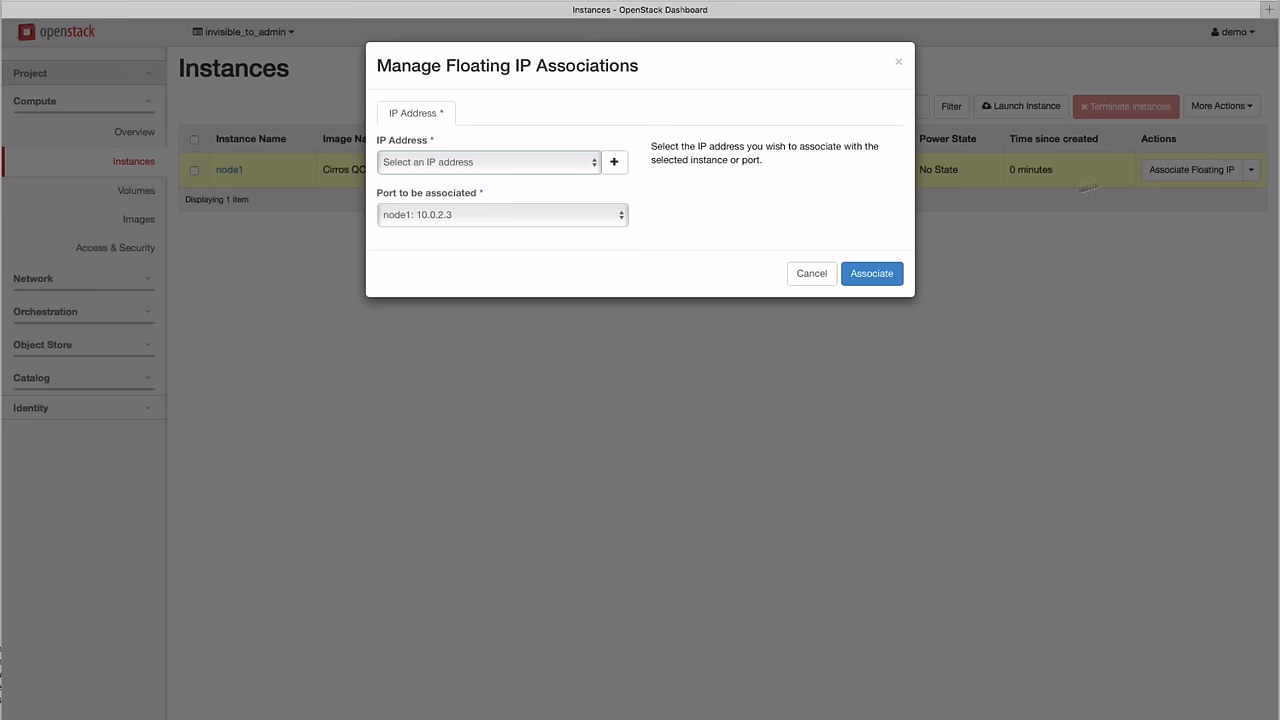 Instances - OpenStack Dashboard
openstack
invisible_to_admin
demo
Project
Compute
Overview
Instances
Volumes
Images
Access & Security
Network
Orchestration
Object Store
Catalog
Identity
Instances
Filter
Launch Instance
Terminate Instances
More Actions
Instance Name
Power State
Time since created
Actions
node1
No State
0 minutes
Associate Floating IP
Displaying 1 item
Manage Floating IP Associations
×
IP Address *
IP Address *
Select an IP address
+
Port to be associated *
node1: 10.0.2.3
Select the IP address you wish to associate with the
selected instance or port.
Cancel
Associate